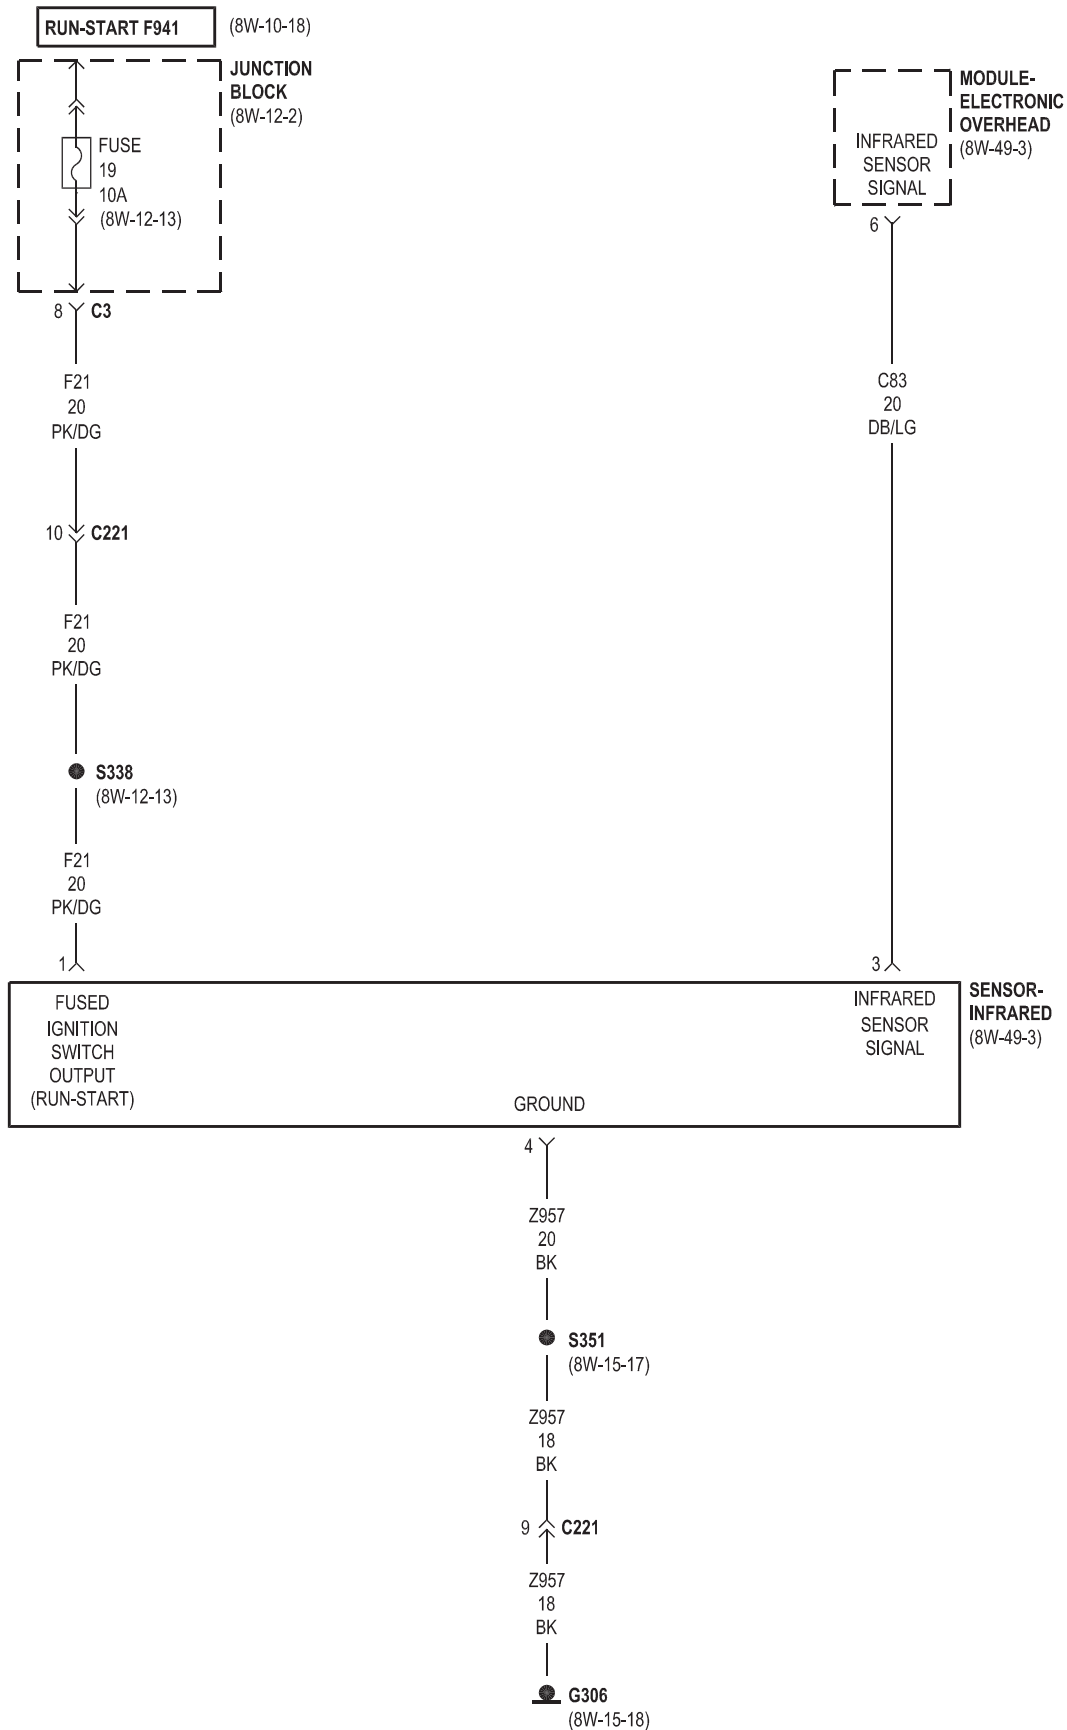 RUN-START F941 (8W-10-18)
JUNCTION
BLOCK
(8W-12-2)
FUSE
19
10A
(8W-12-13)
8 C3
F21
20
PK/DG
10 C221
F21
20
PK/DG
S338
(8W-12-13)
F21
20
PK/DG
1
MODULE-
ELECTRONIC
OVERHEAD
(8W-49-3)
INFRARED
SENSOR
SIGNAL
6
C83
20
DB/LG
3
FUSED
IGNITION
SWITCH
OUTPUT
(RUN-START)
GROUND
INFRARED
SENSOR
SIGNAL
SENSOR-
INFRARED
(8W-49-3)
4
Z957
20
BK
S351
(8W-15-17)
Z957
18
BK
9 C221
Z957
18
BK
G306
(8W-15-18)